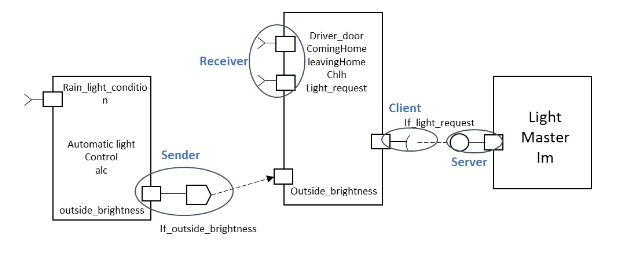 Driver_door
ComingHome
leavingHome
Chlh
Light_request
Receiver
Rain_light_conditio
n
Client
If_light_request
Light
Master
lm
Automatic light
Control
alc
Sender
Server
Outside_brightness
outside_brightness
If_outside_brightness